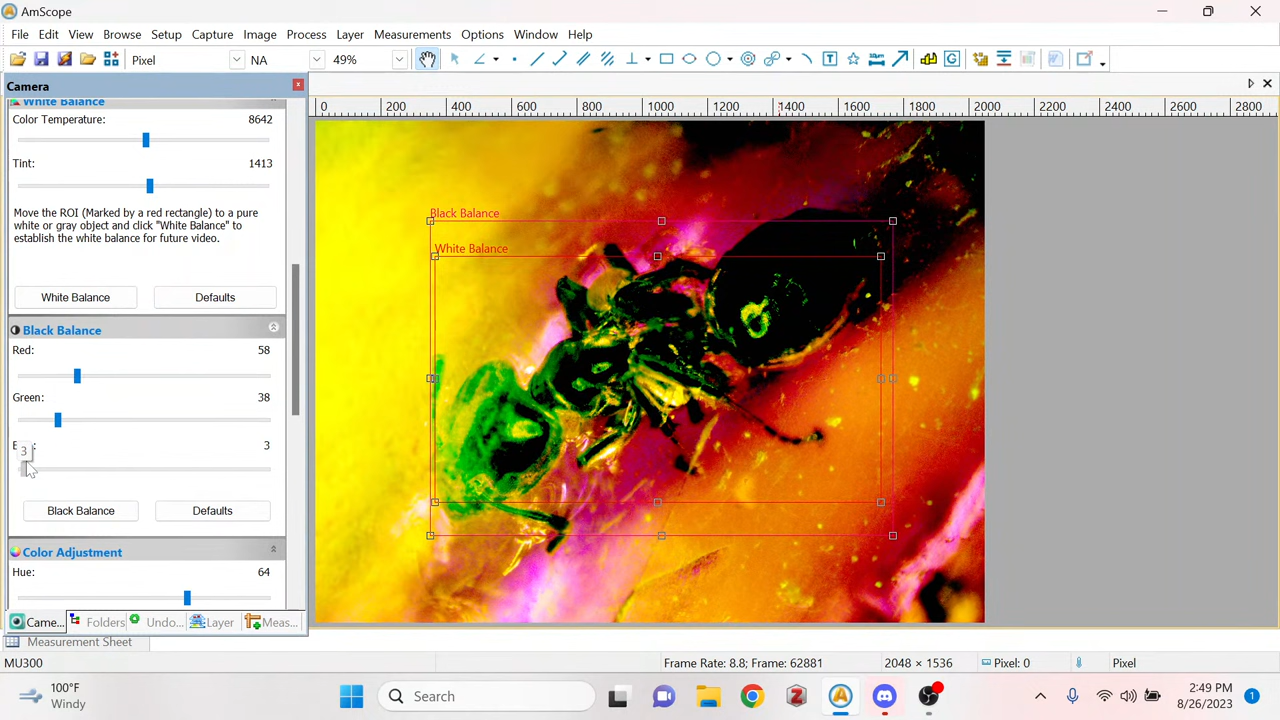 AmScope
File Edit View Browse Setup Capture Image Process Layer Measurements Options Window Help
Pixel NA 49%
Camera
0 200 400 600 800 1000 1200 1400 1600 1800 2000 2200 2400 2600 2800
White Balance
Color Temperature: 8642
Tint: 1413
Move the ROI (Marked by a red rectangle) to a pure
white or gray object and click "White Balance" to
establish the white balance for future video.
White Balance Defaults
Black Balance
Red: 58
Green: 38
3
3
Black Balance Defaults
Color Adjustment
Hue: 64
Black Balance
White Balance
Came... Folders Undo... Layer Meas...
Measurement Sheet
MU300 Frame Rate: 8.8; Frame: 62881 2048 × 1536 Pixel: 0 Pixel
100°F
Windy
Search
2:49 PM
8/26/2023
1